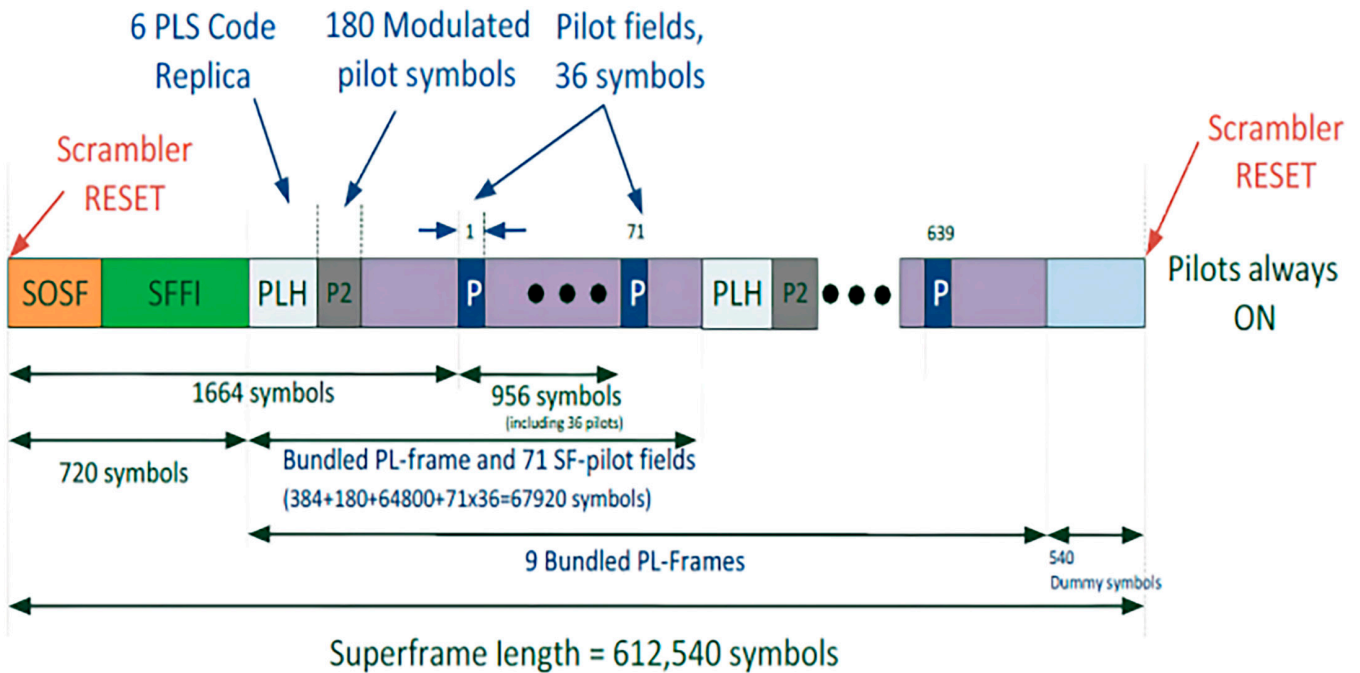 6 PLS Code
Replica
180 Modulated
pilot symbols
Pilot fields,
36 symbols
Scrambler
RESET
Scrambler
RESET
1
71
639
SOSF
SFFI
PLH
P2
P
P
PLH
P2
P
Pilots always
ON
1664 symbols
956 symbols
(including 36 pilots)
720 symbols
Bundled PL-frame and 71 SF-pilot fields
(384+180+64800+71x36=67920 symbols)
9 Bundled PL-Frames
540
Dummy symbols
Superframe length = 612,540 symbols